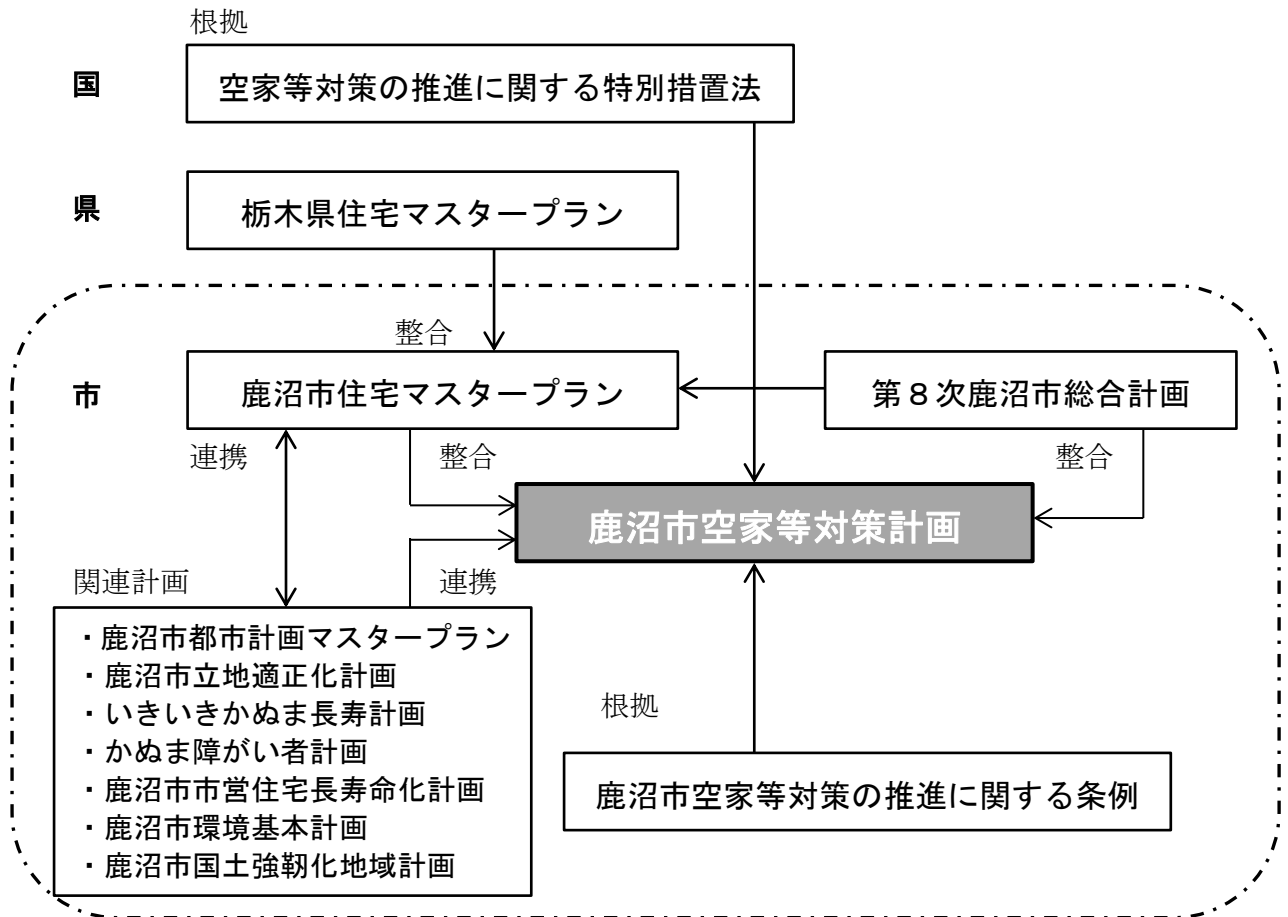 根拠
国
空家等対策の推進に関する特別措置法
県
栃木県住宅マスタープラン
整合
市
鹿沼市住宅マスタープラン
第８次鹿沼市総合計画
連携
整合
整合
鹿沼市空家等対策計画
関連計画
連携
・鹿沼市都市計画マスタープラン
・鹿沼市立地適正化計画
・いきいきかぬま長寿計画
・かぬま障がい者計画
・鹿沼市市営住宅長寿命化計画
・鹿沼市環境基本計画
・鹿沼市国土強靭化地域計画
根拠
鹿沼市空家等対策の推進に関する条例